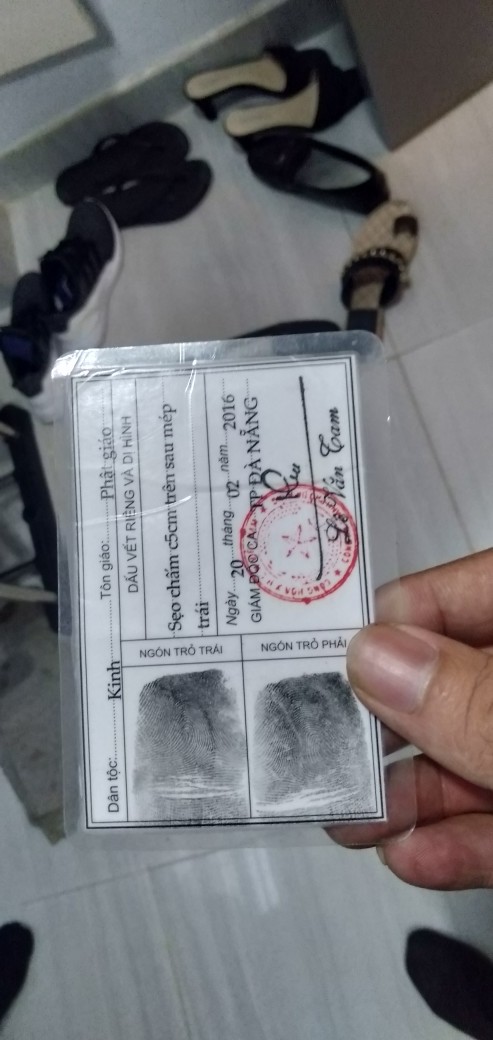 Dân tộc:........Kinh........Tôn giáo:........Phật giáo........
DẤU VẾT RIÊNG VÀ DỊ HÌNH
Sẹo chấm c5cm trên sau mép
trái
NGÓN TRỎ TRÁI
NGÓN TRỎ PHẢI
Ngày 20 tháng 02 năm 2016
GIÁM ĐỐC CA TP ĐÀ NẴNG
Lê Văn Tam